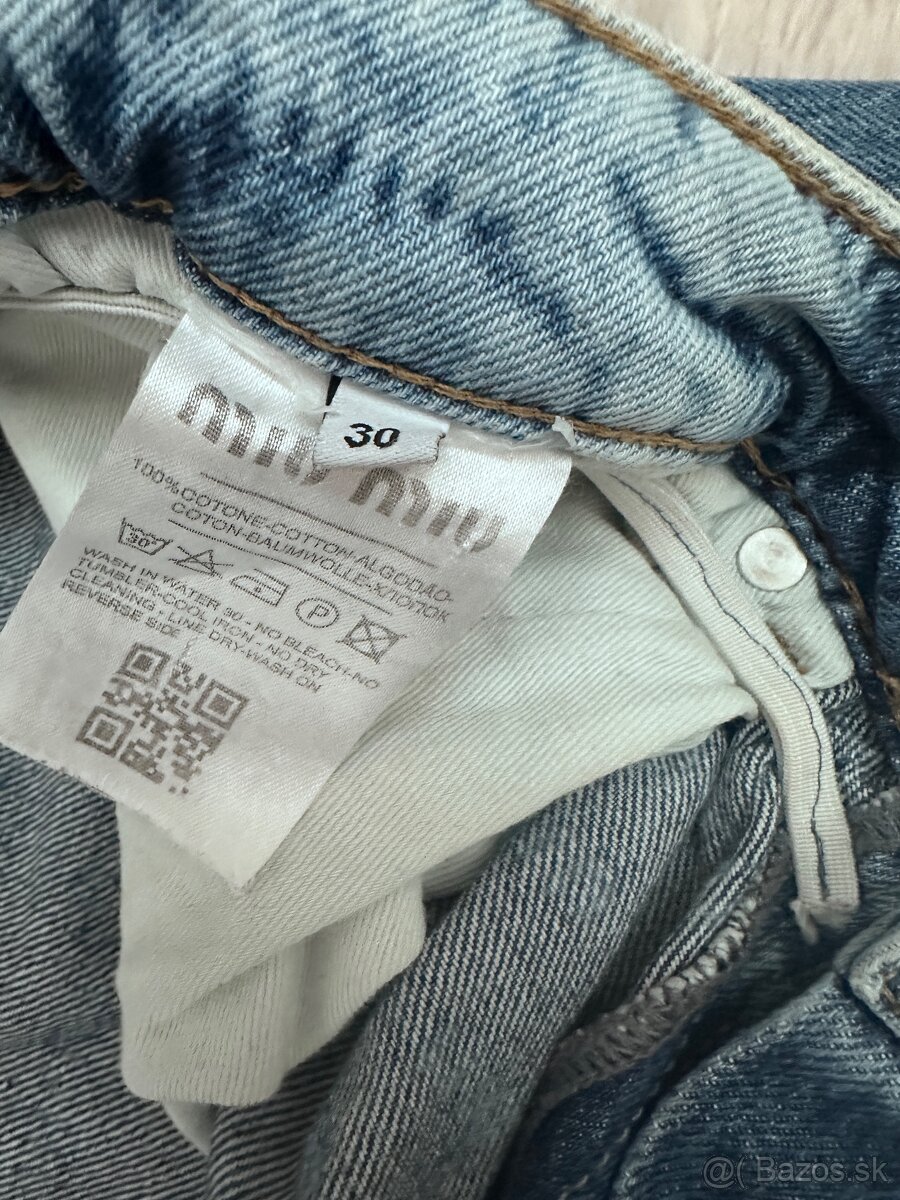 miu miu
30
100%COTONE-COTTON-ALGODAO-
COTON-BAUMWOLLE-ХЛОПОК
30°
P
WASH IN WATER 30 - NO BLEACH-NO
TUMBLER-COOL IRON - NO DRY
CLEANING - LINE DRY-WASH ON
REVERSE SIDE
@( Bazos.sk